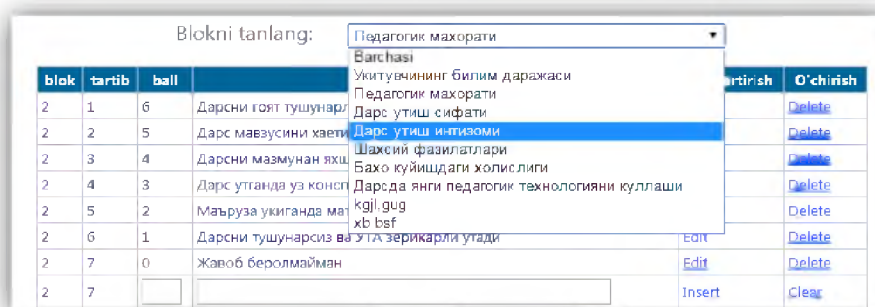 Blokni tanlang: Педагогик махорати
Barchasi
Укитувчининг билим даражаси
Педагогик махорати
Дарс утиш сифати
Дарс утиш интизоми
Шахсий фазилатлари
Бахо куйишдаги холислиги
Дарсда янги педагогик технологияни куллаши
kgjl,gug
xb bsf
blok tartib ball rtirish O'chirish
2 1 6 Дарсни гоят тушунарл Delete
2 2 5 Дарс мавзусини хаети Delete
2 3 4 Дарсни мазмунан яхш Delete
2 4 3 Дарс утганда уз консп Delete
2 5 2 Маъруза укиганда мат Delete
2 6 1 Дарсни тушунарсиз ва УТА зерикарли утади Edit Delete
2 7 0 Жавоб беролмайман Edit Delete
2 7 Insert Clear